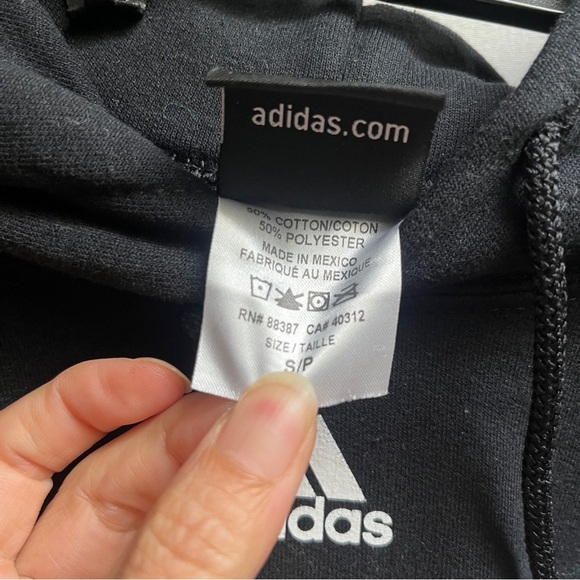 adidas.com
50% COTTON/COTON
50% POLYESTER
MADE IN MEXICO
FABRIQUÉ AU MEXIQUE
RN# 88387 CA# 40312
SIZE / TAILLE
S/P
adidas